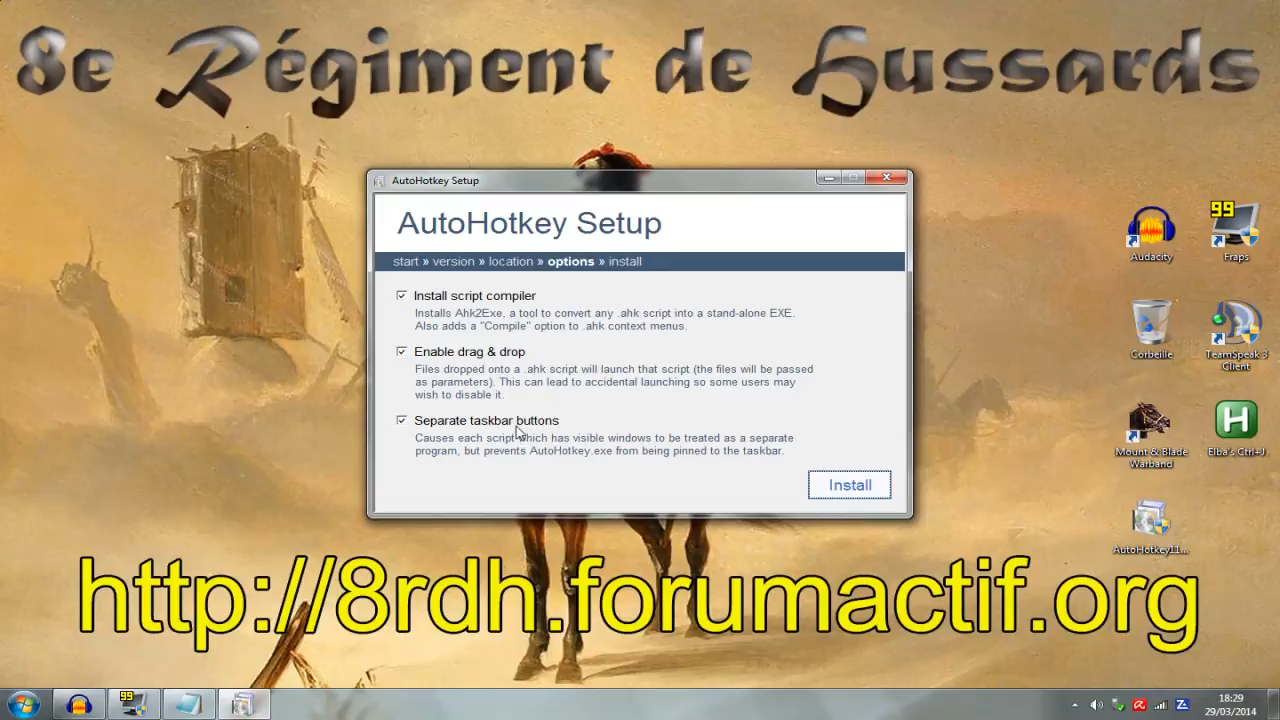 8e Régiment de Hussards
AutoHotkey Setup
AutoHotkey Setup
start » version » location » options » install
Install script compiler
Installs Ahk2Exe, a tool to convert any .ahk script into a stand-alone EXE.
Also adds a "Compile" option to .ahk context menus.
Enable drag & drop
Files dropped onto a .ahk script will launch that script (the files will be passed
as parameters). This can lead to accidental launching so some users may
wish to disable it.
Separate taskbar buttons
Causes each script which has visible windows to be treated as a separate
program, but prevents AutoHotkey.exe from being pinned to the taskbar.
Install
99
Audacity
Fraps
Corbeille
TeamSpeak 3
Client
Mount & Blade
Warband
H
Elba's Ctrl+J
AutoHotkey11...
http://8rdh.forumactif.org
99
18:29
29/03/2014